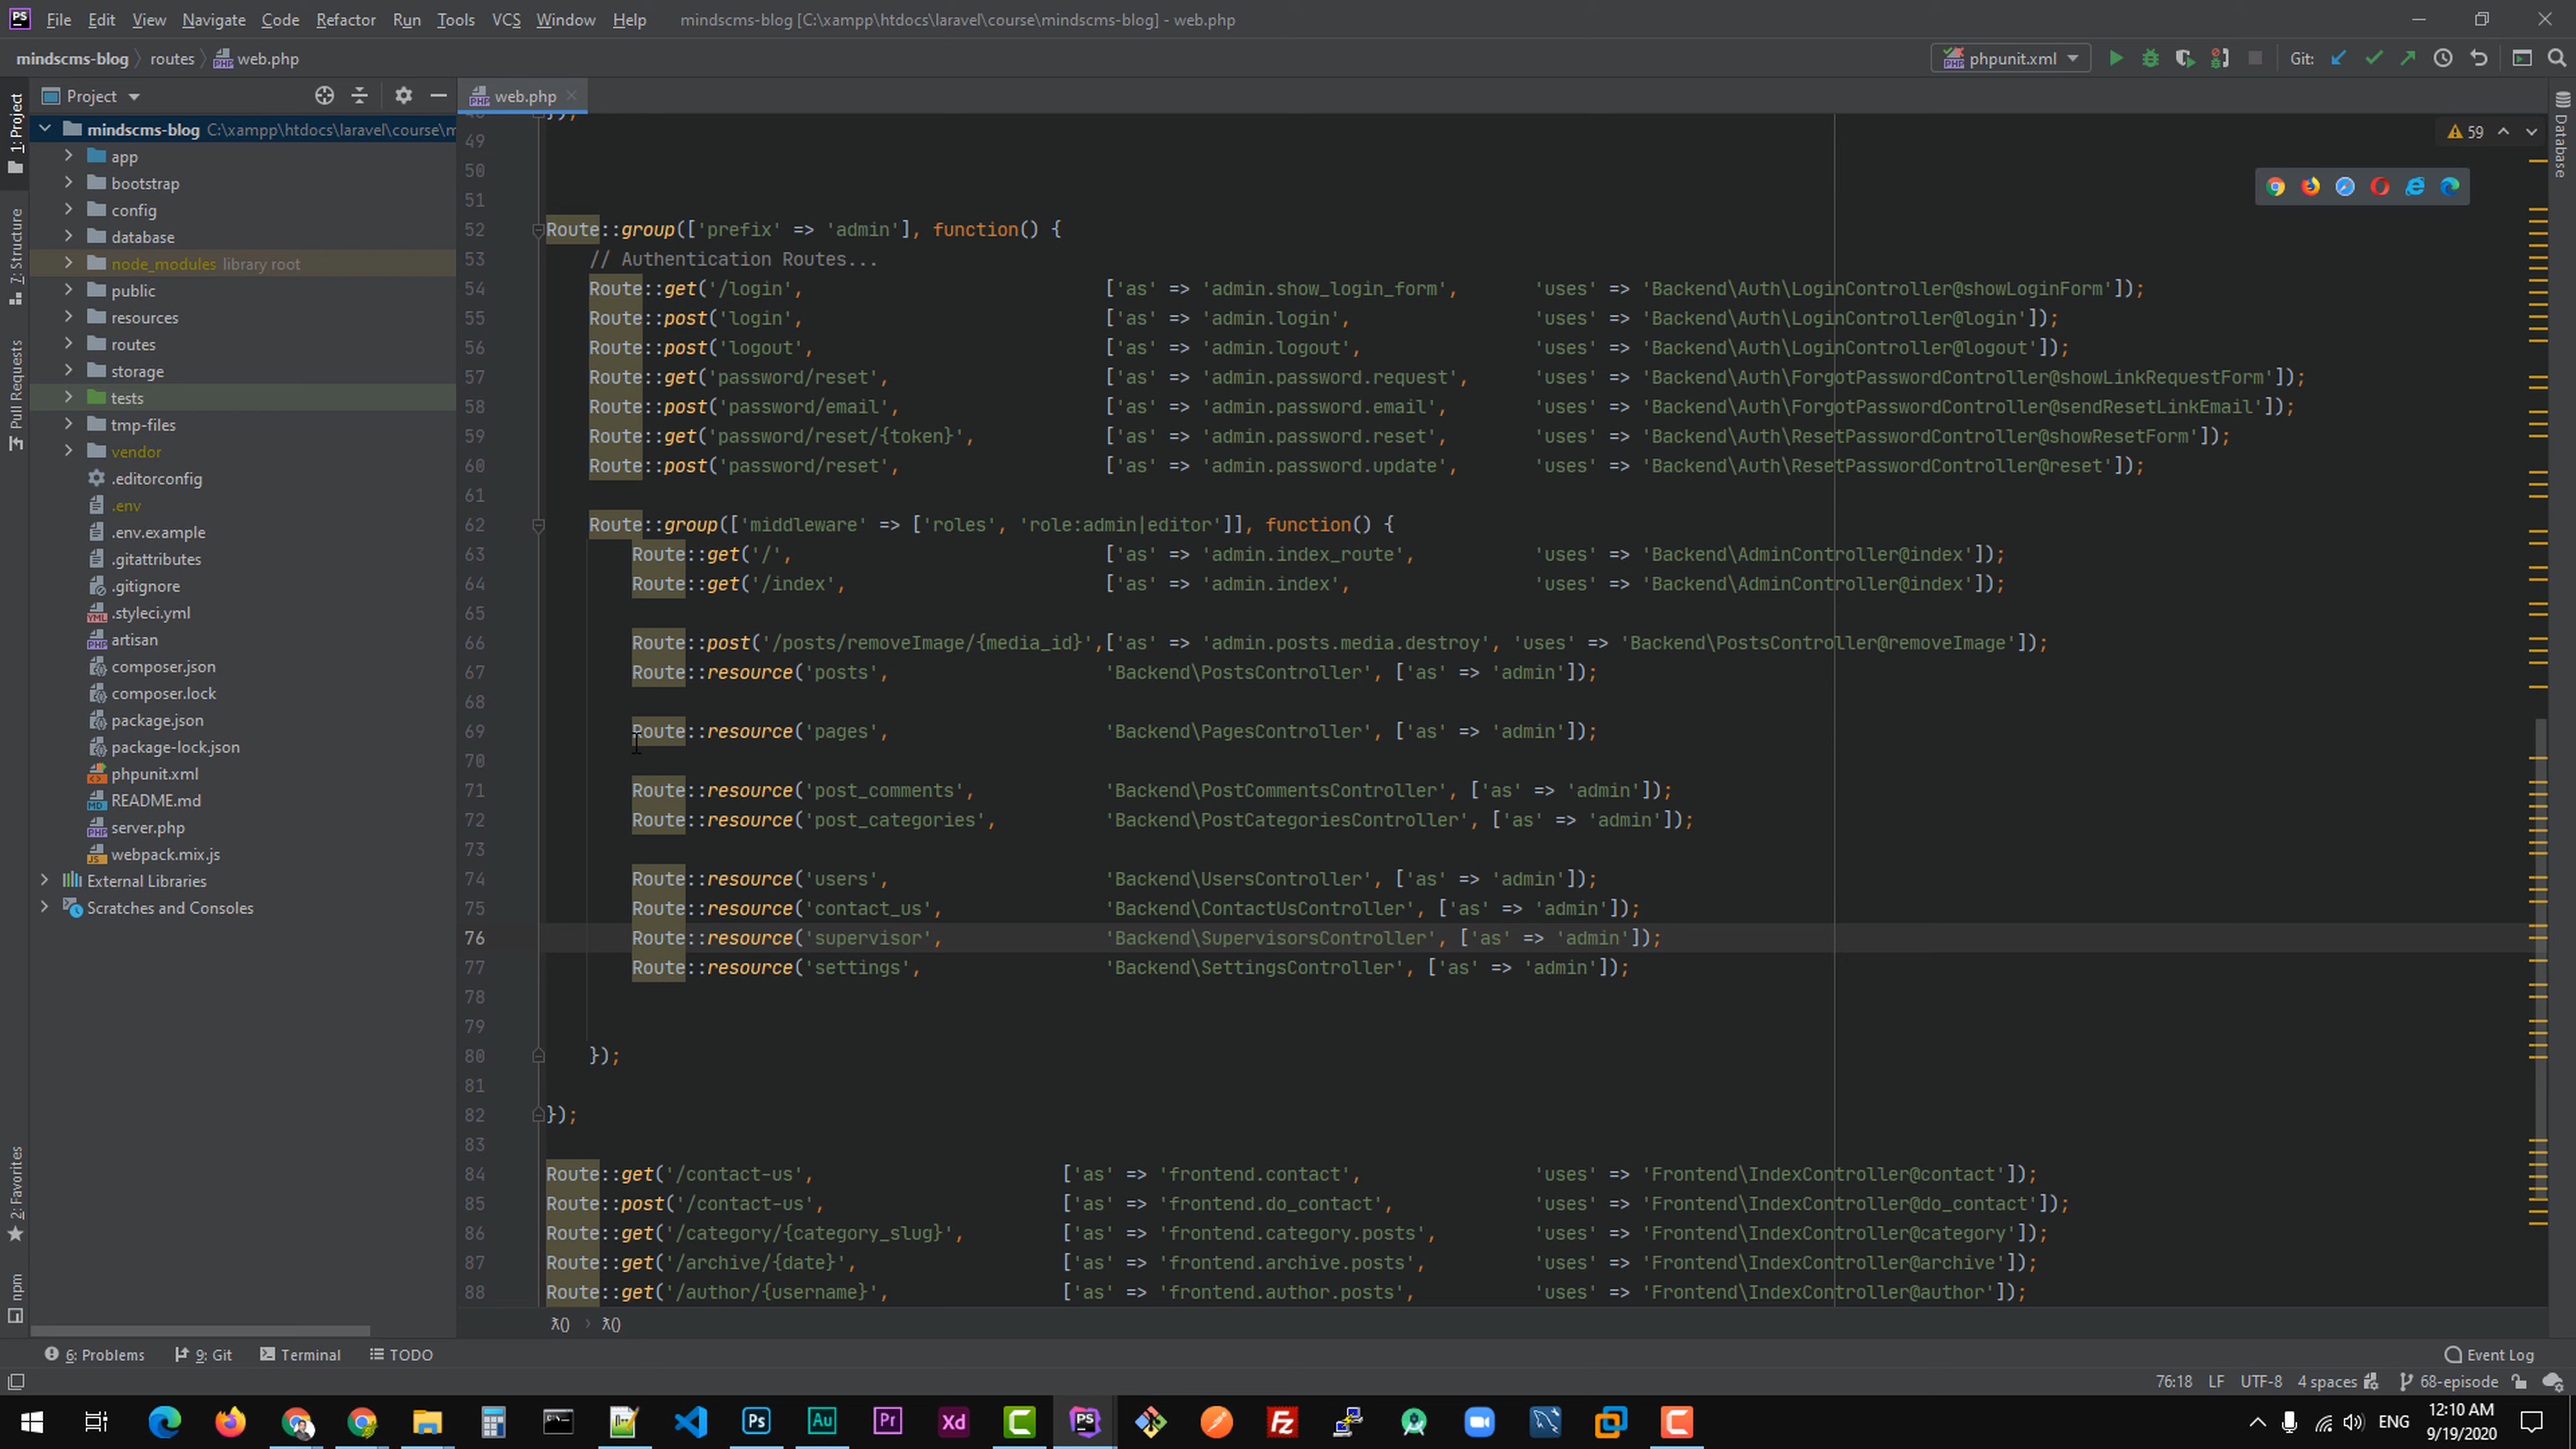 File Edit View Navigate Code Refactor Run Tools VCS Window Help mindscms-blog [C:\xampp\htdocs\laravel\course\mindscms-blog] - web.php
mindscms-blog routes web.php phpunit.xml Git:
Project web.php
1: Project
7: Structure
Pull Requests
2: Favorites
npm
Database
mindscms-blog C:\xampp\htdocs\laravel\course\m
app
bootstrap
config
database
node_modules library root
public
resources
routes
storage
tests
tmp-files
vendor
.editorconfig
.env
.env.example
.gitattributes
.gitignore
.styleci.yml
artisan
composer.json
composer.lock
package.json
package-lock.json
phpunit.xml
README.md
server.php
webpack.mix.js
External Libraries
Scratches and Consoles
59
49
50
51
52 Route::group(['prefix' => 'admin'], function() {
53 // Authentication Routes...
54 Route::get('/login', ['as' => 'admin.show_login_form', 'uses' => 'Backend\Auth\LoginController@showLoginForm']);
55 Route::post('login', ['as' => 'admin.login', 'uses' => 'Backend\Auth\LoginController@login']);
56 Route::post('logout', ['as' => 'admin.logout', 'uses' => 'Backend\Auth\LoginController@logout']);
57 Route::get('password/reset', ['as' => 'admin.password.request', 'uses' => 'Backend\Auth\ForgotPasswordController@showLinkRequestForm']);
58 Route::post('password/email', ['as' => 'admin.password.email', 'uses' => 'Backend\Auth\ForgotPasswordController@sendResetLinkEmail']);
59 Route::get('password/reset/{token}', ['as' => 'admin.password.reset', 'uses' => 'Backend\Auth\ResetPasswordController@showResetForm']);
60 Route::post('password/reset', ['as' => 'admin.password.update', 'uses' => 'Backend\Auth\ResetPasswordController@reset']);
61
62 Route::group(['middleware' => ['roles', 'role:admin|editor']], function() {
63 Route::get('/', ['as' => 'admin.index_route', 'uses' => 'Backend\AdminController@index']);
64 Route::get('/index', ['as' => 'admin.index', 'uses' => 'Backend\AdminController@index']);
65
66 Route::post('/posts/removeImage/{media_id}',['as' => 'admin.posts.media.destroy', 'uses' => 'Backend\PostsController@removeImage']);
67 Route::resource('posts', 'Backend\PostsController', ['as' => 'admin']);
68
69 Route::resource('pages', 'Backend\PagesController', ['as' => 'admin']);
70
71 Route::resource('post_comments', 'Backend\PostCommentsController', ['as' => 'admin']);
72 Route::resource('post_categories', 'Backend\PostCategoriesController', ['as' => 'admin']);
73
74 Route::resource('users', 'Backend\UsersController', ['as' => 'admin']);
75 Route::resource('contact_us', 'Backend\ContactUsController', ['as' => 'admin']);
76 Route::resource('supervisor', 'Backend\SupervisorsController', ['as' => 'admin']);
77 Route::resource('settings', 'Backend\SettingsController', ['as' => 'admin']);
78
79
80 });
81
82 });
83
84 Route::get('/contact-us', ['as' => 'frontend.contact', 'uses' => 'Frontend\IndexController@contact']);
85 Route::post('/contact-us', ['as' => 'frontend.do_contact', 'uses' => 'Frontend\IndexController@do_contact']);
86 Route::get('/category/{category_slug}', ['as' => 'frontend.category.posts', 'uses' => 'Frontend\IndexController@category']);
87 Route::get('/archive/{date}', ['as' => 'frontend.archive.posts', 'uses' => 'Frontend\IndexController@archive']);
88 Route::get('/author/{username}', ['as' => 'frontend.author.posts', 'uses' => 'Frontend\IndexController@author']);
λ() λ()
6: Problems 9: Git Terminal TODO Event Log
76:18 LF UTF-8 4 spaces 68-episode
ENG 12:10 AM
9/19/2020